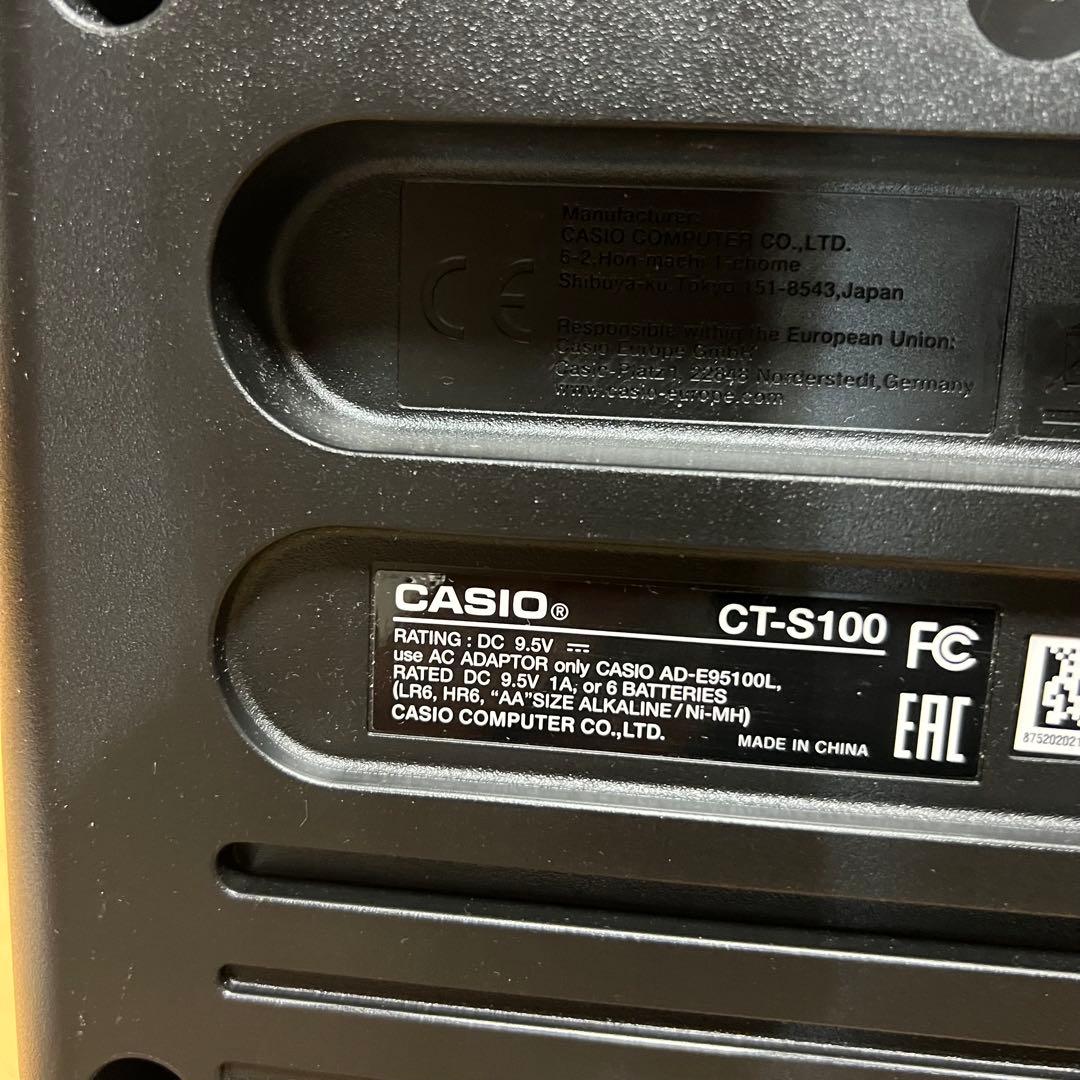 Manufacturer:
CASIO COMPUTER CO.,LTD.
6-2,Hon-machi 1-chome
Shibuya-ku,Tokyo 151-8543,Japan
Responsible within the European Union:
Casio Europe GmbH
Casio-Platz 1, 22848 Norderstedt,Germany
www.casio-europe.com
CE
CASIO®
CT-S100
FC
RATING : DC 9.5V
use AC ADAPTOR only CASIO AD-E95100L,
RATED DC 9.5V 1A, or 6 BATTERIES
(LR6, HR6, “AA”SIZE ALKALINE/Ni-MH)
CASIO COMPUTER CO.,LTD.
MADE IN CHINA
EAC